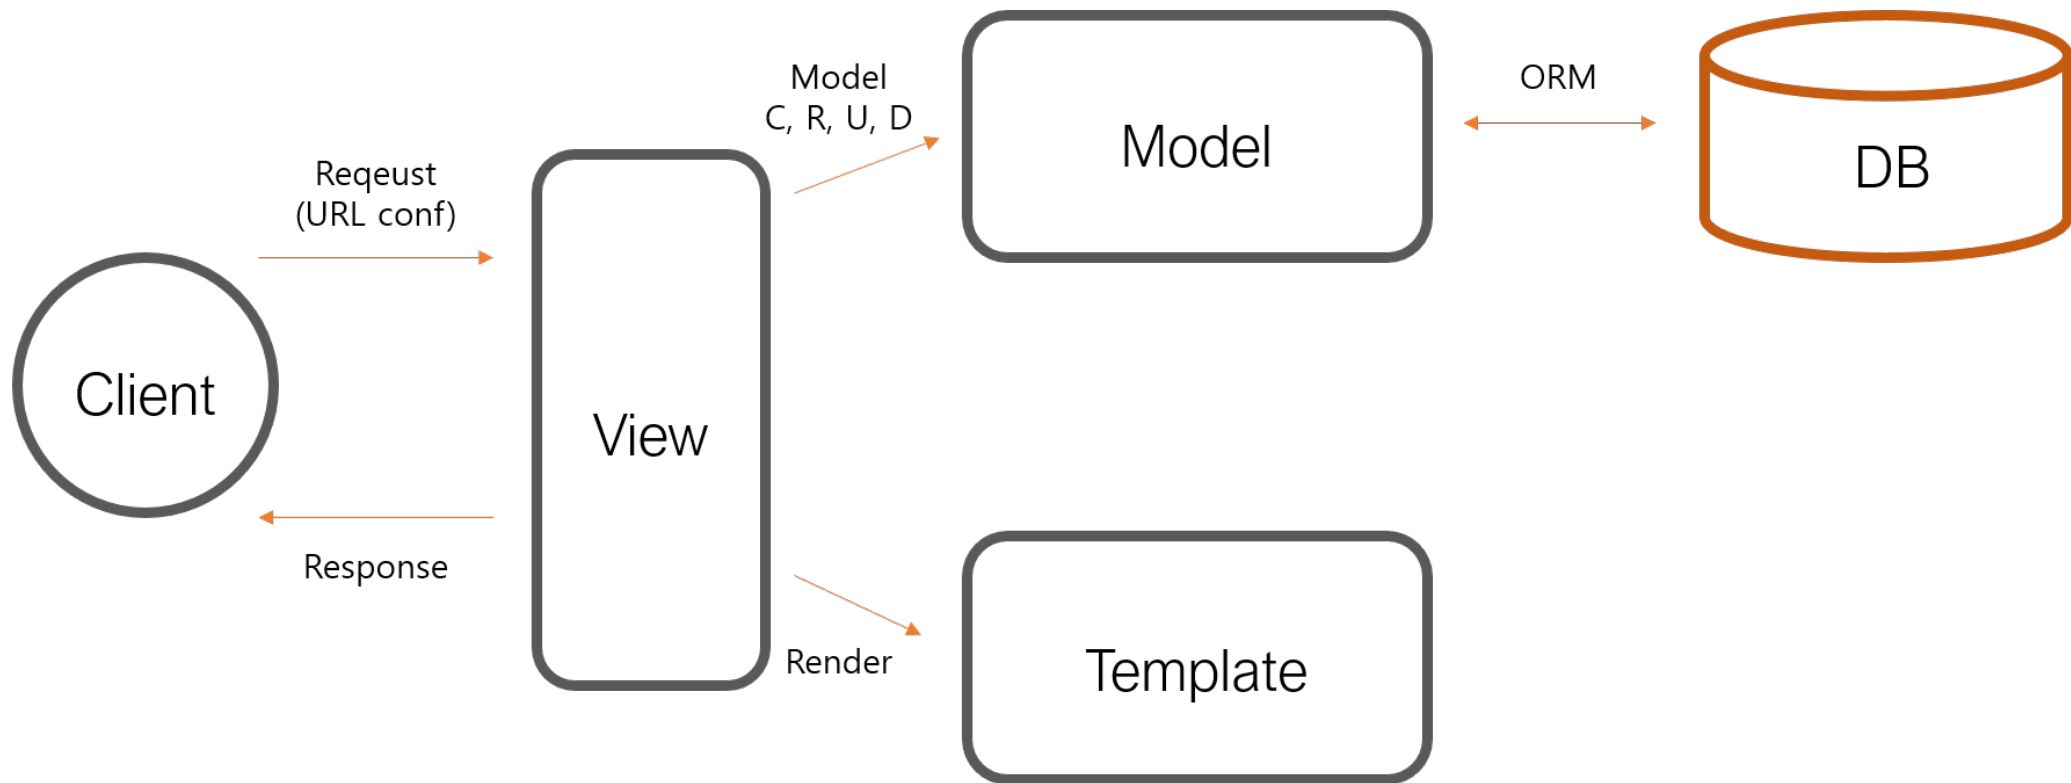 Model
C, R, U, D
ORM
Model
DB
Reqeust
(URL conf)
Client
View
Response
Render
Template